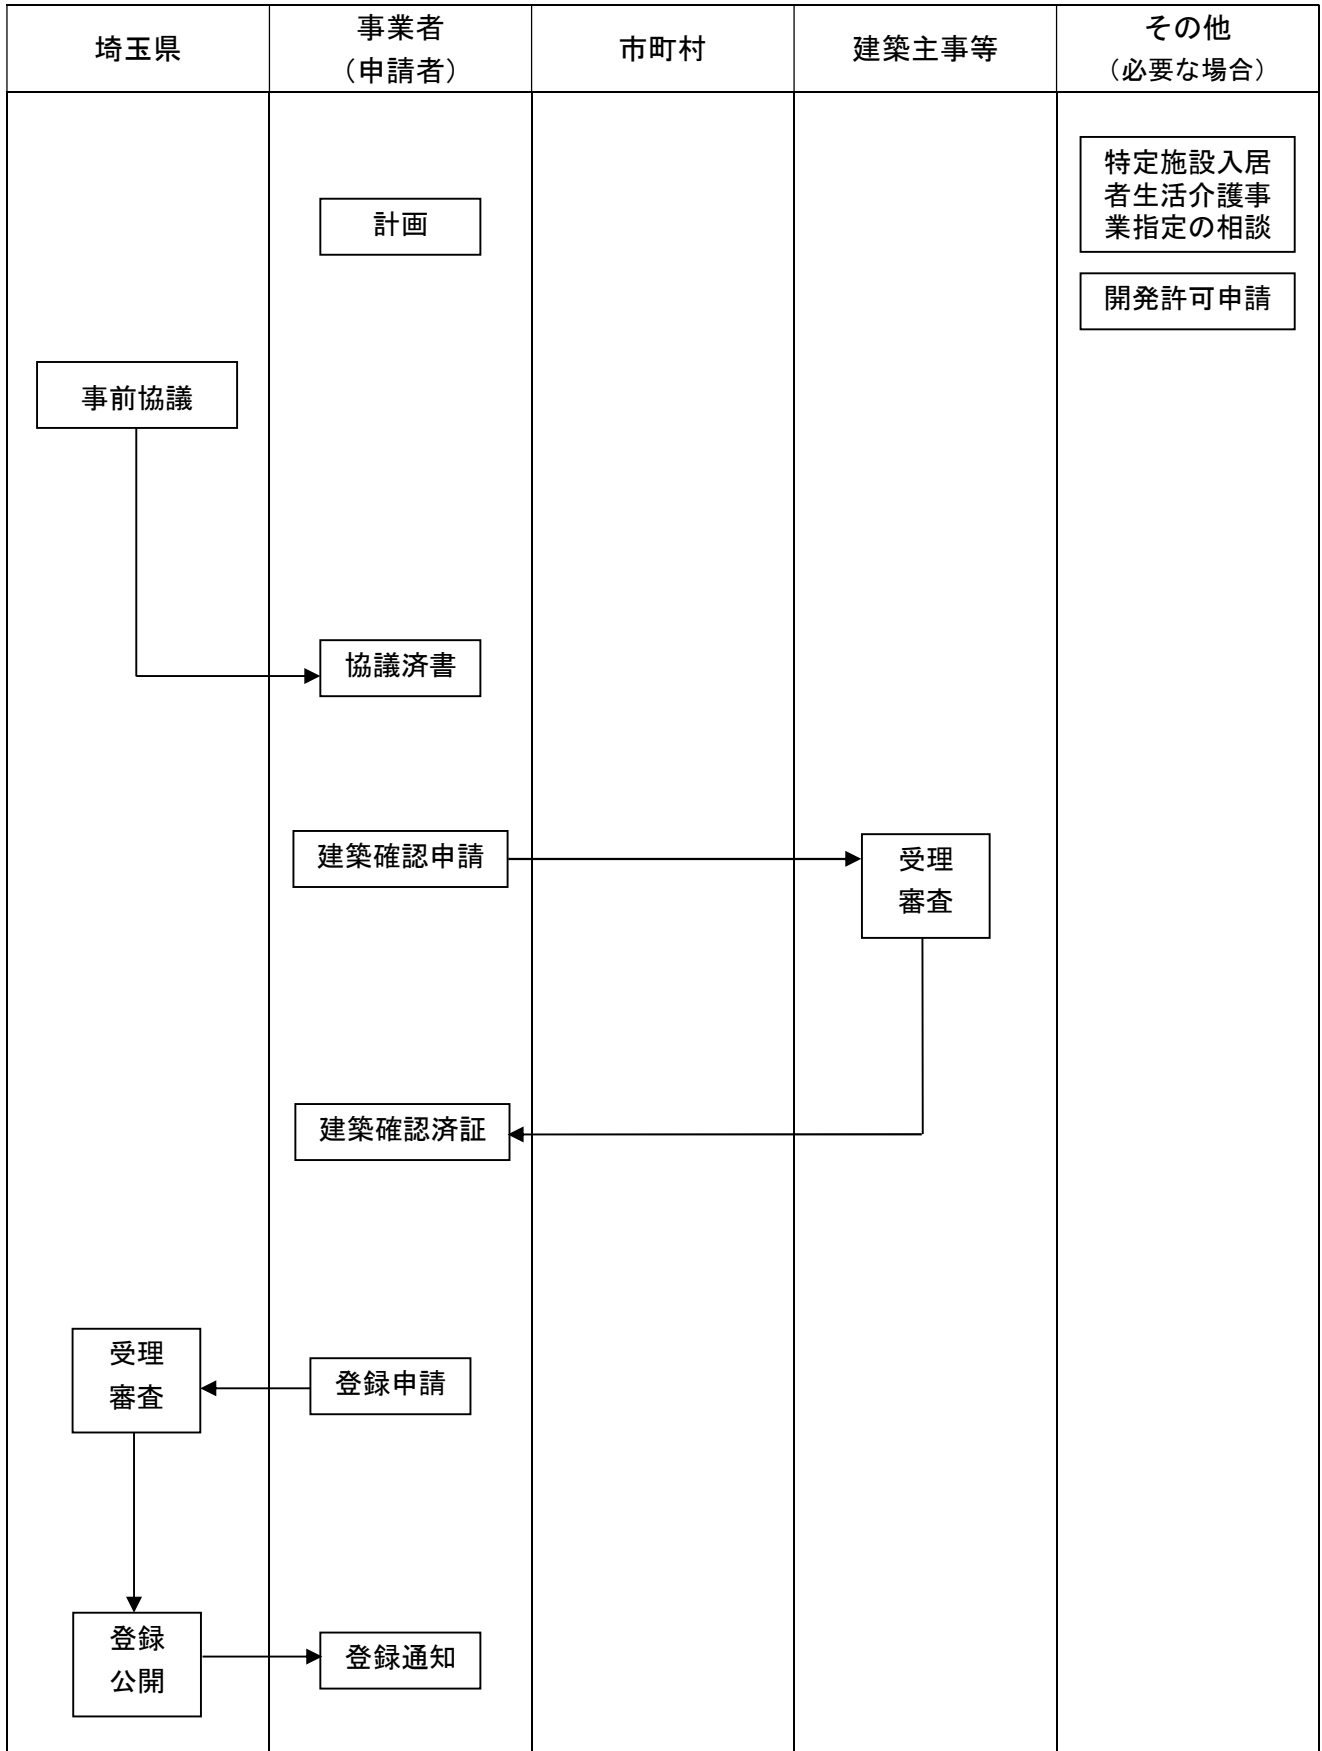 埼玉県
事業者
（申請者）
市町村
建築主事等
その他
（必要な場合）
特定施設入居
者生活介護事
業指定の相談
計画
開発許可申請
事前協議
協議済書
建築確認申請
受理
審査
建築確認済証
受理
審査
登録申請
登録
公開
登録通知